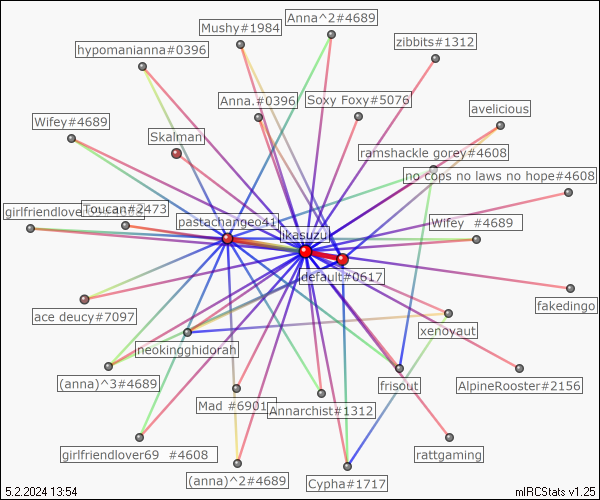 Mushy#1984
Anna^2#4689
zibbits#1312
hypomanianna#0396
Anna.#0396
Soxy Foxy#5076
avelicious
Wifey#4689
Skalman
ramshackle gorey#4608
no cops no laws no hope#4608
Toucan#2473
pastachangeo41
Wifey #4689
jkasuzu
default#0617
ace deucy#7097
fakedingo
xenoyaut
neokingghidorah
(anna)^3#4689
Mad #6901
Annarchist#1312
frisout
AlpineRooster#2156
girlfriendlover69 #4608
(anna)^2#4689
Cypha#1717
rattgaming
5.2.2024 13:54
mIRCStats v1.25